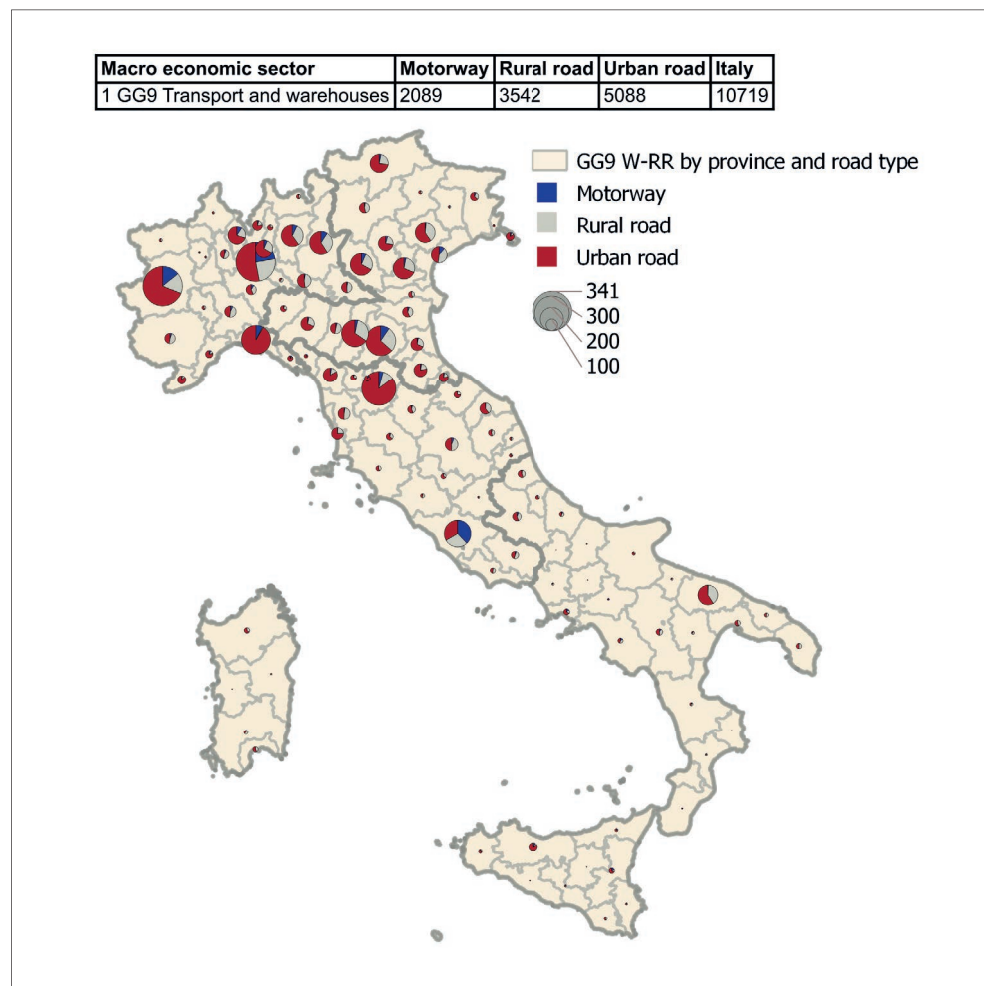 Macro economic sector Motorway Rural road Urban road Italy
1 GG9 Transport and warehouses 2089 3542 5088 10719
GG9 W-RR by province and road type
Motorway
Rural road
Urban road
341
300
200
100